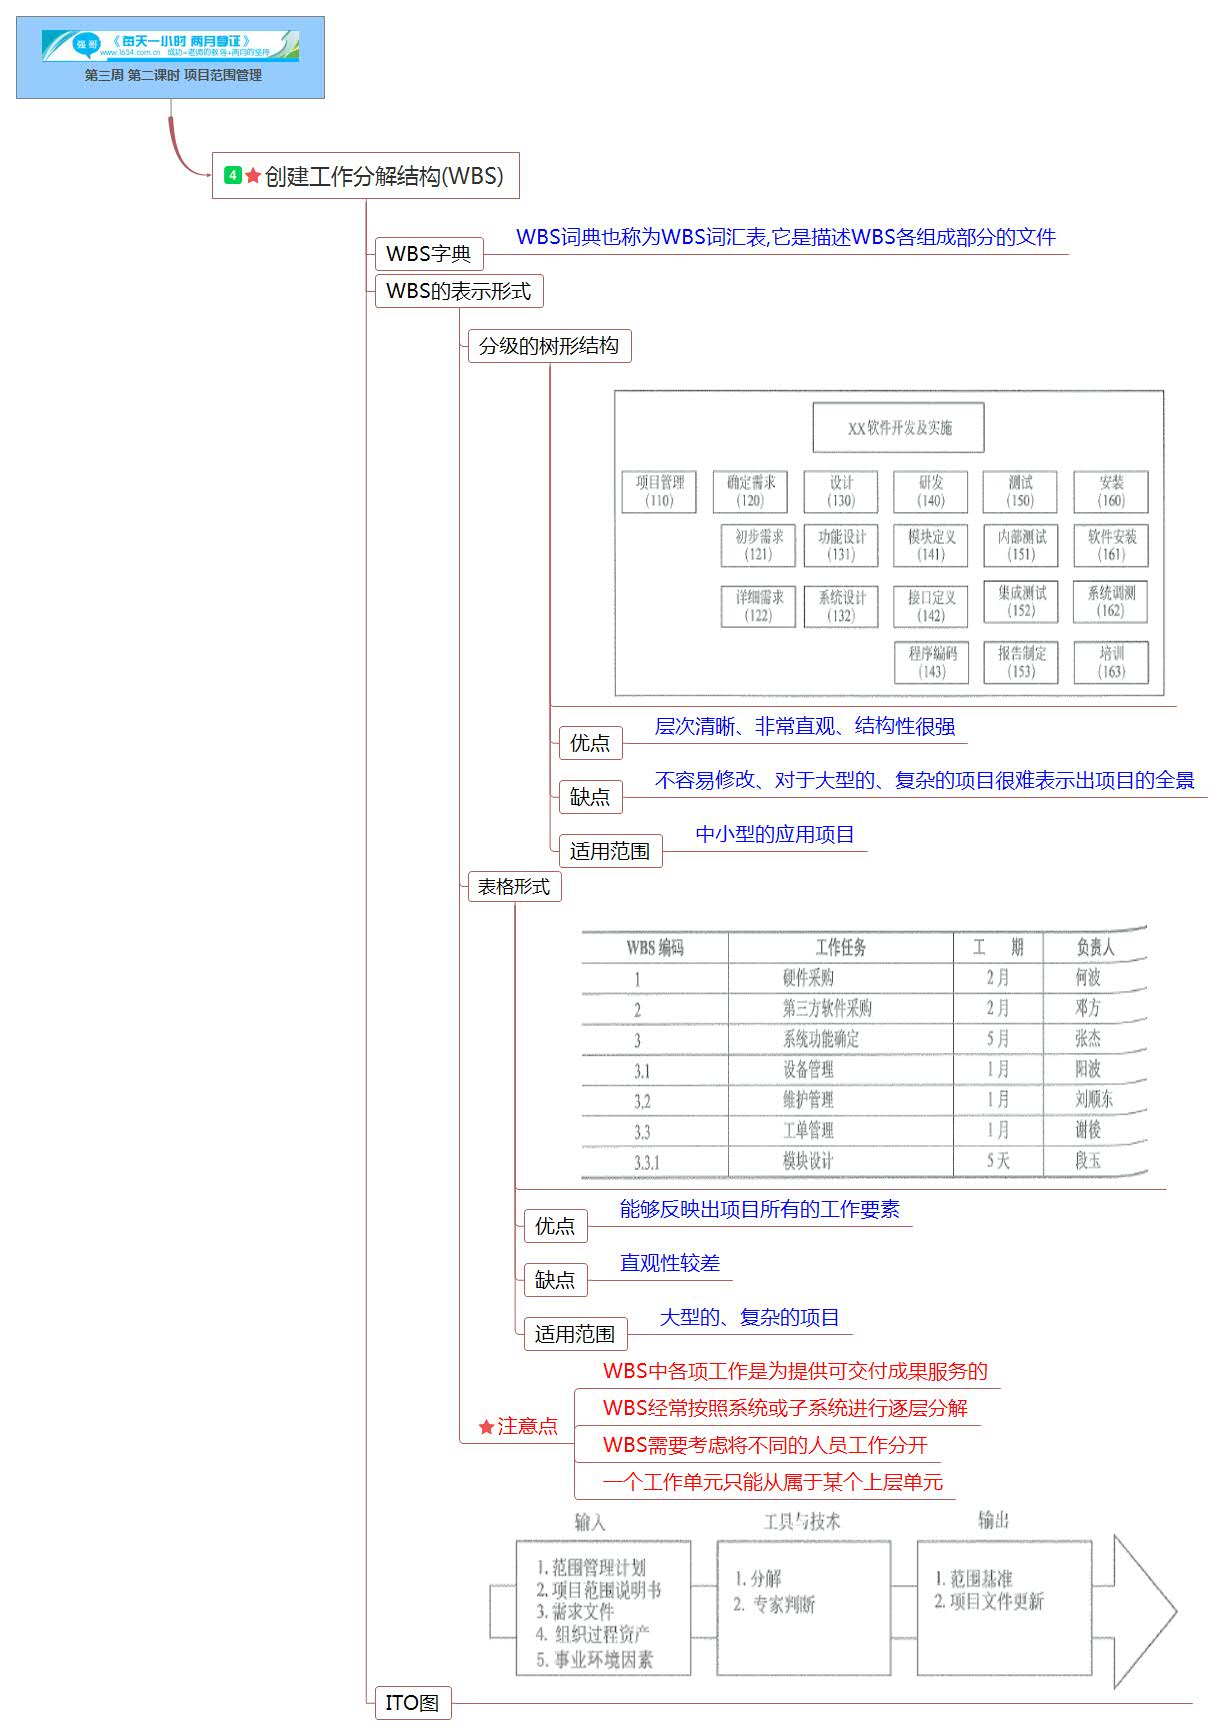 强哥
《每天一小时 两月拿证》
www.1634.com.cn 成功=老师的教导+两月的坚持
第三周 第二课时 项目范围管理
4 创建工作分解结构(WBS)
WBS字典
WBS词典也称为WBS词汇表,它是描述WBS各组成部分的文件
WBS的表示形式
分级的树形结构
XX软件开发及实施
项目管理 确定需求 设计 研发 测试 安装
(110) (120) (130) (140) (150) (160)
初步需求 功能设计 模块定义 内部测试 软件安装
(121) (131) (141) (151) (161)
详细需求 系统设计 接口定义 集成测试 系统调测
(122) (132) (142) (152) (162)
程序编码 报告制定 培训
(143) (153) (163)
优点 层次清晰、非常直观、结构性很强
缺点 不容易修改、对于大型的、复杂的项目很难表示出项目的全景
适用范围 中小型的应用项目
表格形式
WBS 编码 工作任务 工 期 负责人
1 硬件采购 2 月 何波
2 第三方软件采购 2 月 邓方
3 系统功能确定 5 月 张杰
3.1 设备管理 1 月 阳波
3.2 维护管理 1 月 刘顺东
3.3 工单管理 1 月 谢俊
3.3.1 模块设计 5 天 段玉
优点 能够反映出项目所有的工作要素
缺点 直观性较差
适用范围 大型的、复杂的项目
注意点
WBS中各项工作是为提供可交付成果服务的
WBS经常按照系统或子系统进行逐层分解
WBS需要考虑将不同的人员工作分开
一个工作单元只能从属于某个上层单元
输入
1. 范围管理计划
2. 项目范围说明书
3. 需求文件
4. 组织过程资产
5. 事业环境因素
工具与技术
1. 分解
2. 专家判断
输出
1. 范围基准
2. 项目文件更新
ITO图